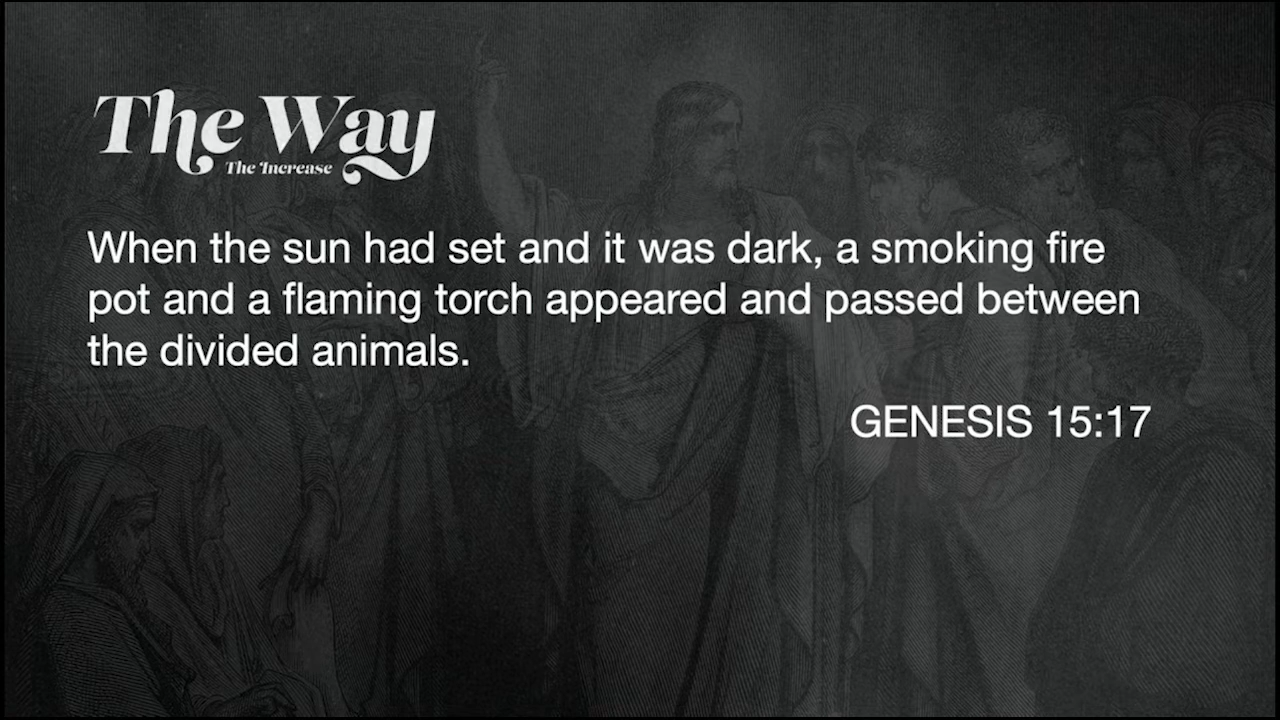 The Way
The Increase
When the sun had set and it was dark, a smoking fire
pot and a flaming torch appeared and passed between
the divided animals.
GENESIS 15:17